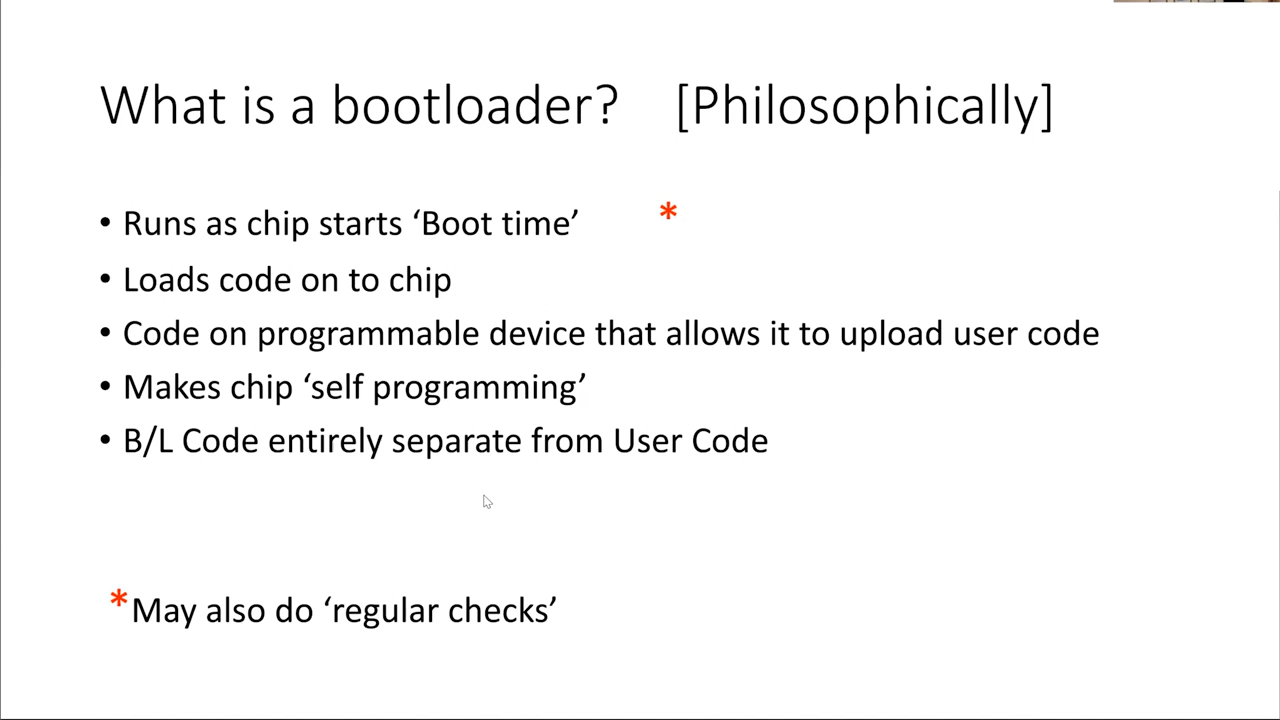 What is a bootloader? [Philosophically]
• Runs as chip starts ‘Boot time’ *
• Loads code on to chip
• Code on programmable device that allows it to upload user code
• Makes chip ‘self programming’
• B/L Code entirely separate from User Code
*May also do ‘regular checks’